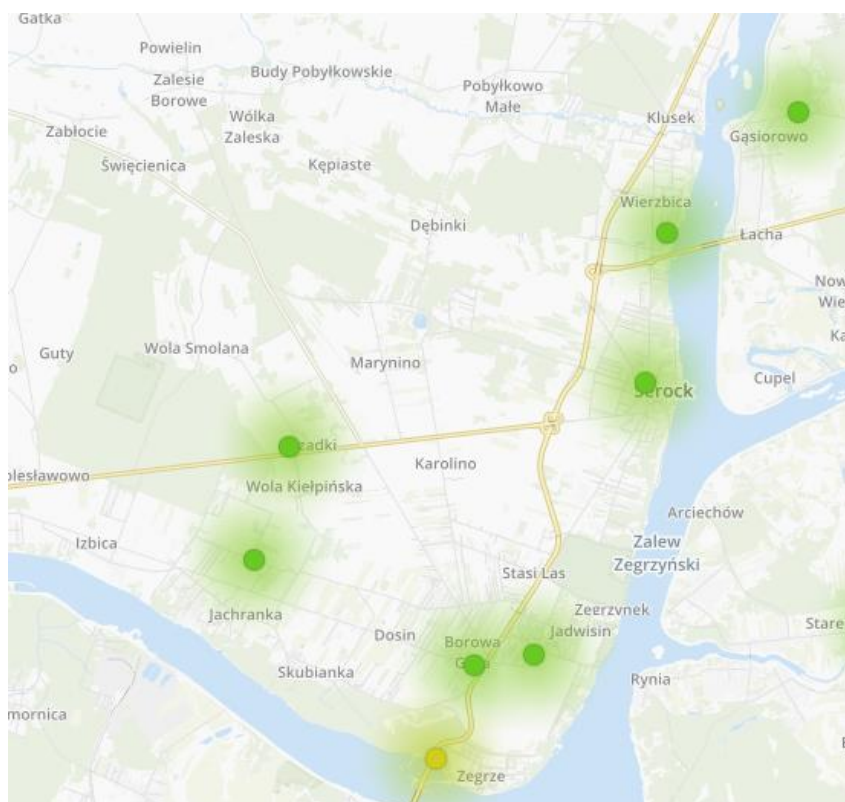 Gatka
Powielin
Budy Pobyłkowskie
Zalesie
Borowe
Pobyłkowo
Małe
Wólka
Zaleska
Klusek
Zabłocie
Gąsiorowo
Święcienica
Kępiaste
Wierzbica
Dębinki
Łacha
Guty
Wola Smolana
Marynino
Cupel
Serock
Karolino
Wola Kiełpińska
Arciechów
Izbica
Zalew
Zegrzyński
Stasi Las
Jachranka
Zegrzynek
Jadwisin
Dosin
Borowa
Skubianka
Rynia
Zegrze